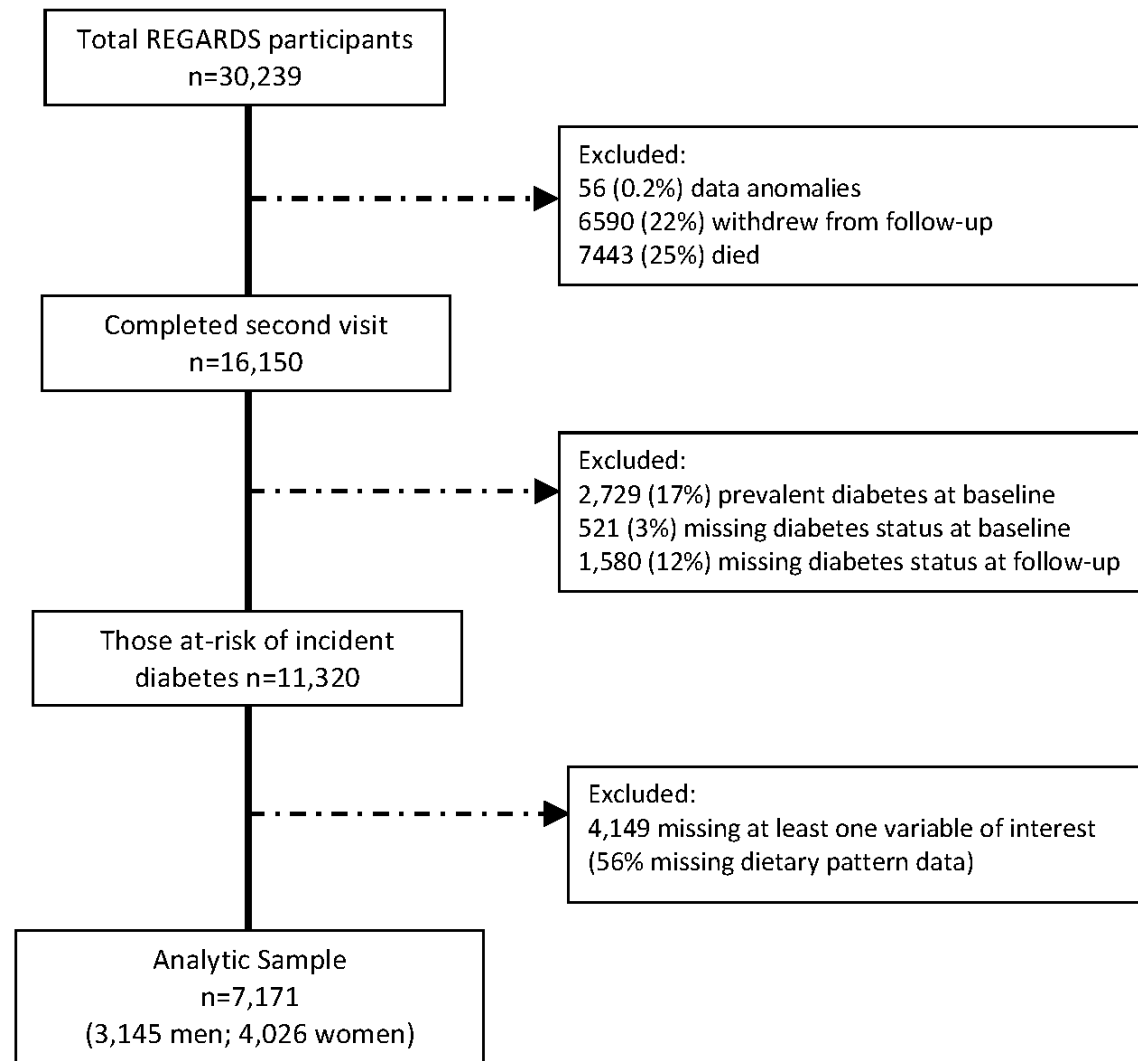 Total REGARDS participants
n=30,239
Excluded:
56 (0.2%) data anomalies
6590 (22%) withdrew from follow-up
7443 (25%) died
Completed second visit
n=16,150
Excluded:
2,729 (17%) prevalent diabetes at baseline
521 (3%) missing diabetes status at baseline
1,580 (12%) missing diabetes status at follow-up
Those at-risk of incident
diabetes n=11,320
Excluded:
4,149 missing at least one variable of interest
(56% missing dietary pattern data)
Analytic Sample
n=7,171
(3,145 men; 4,026 women)